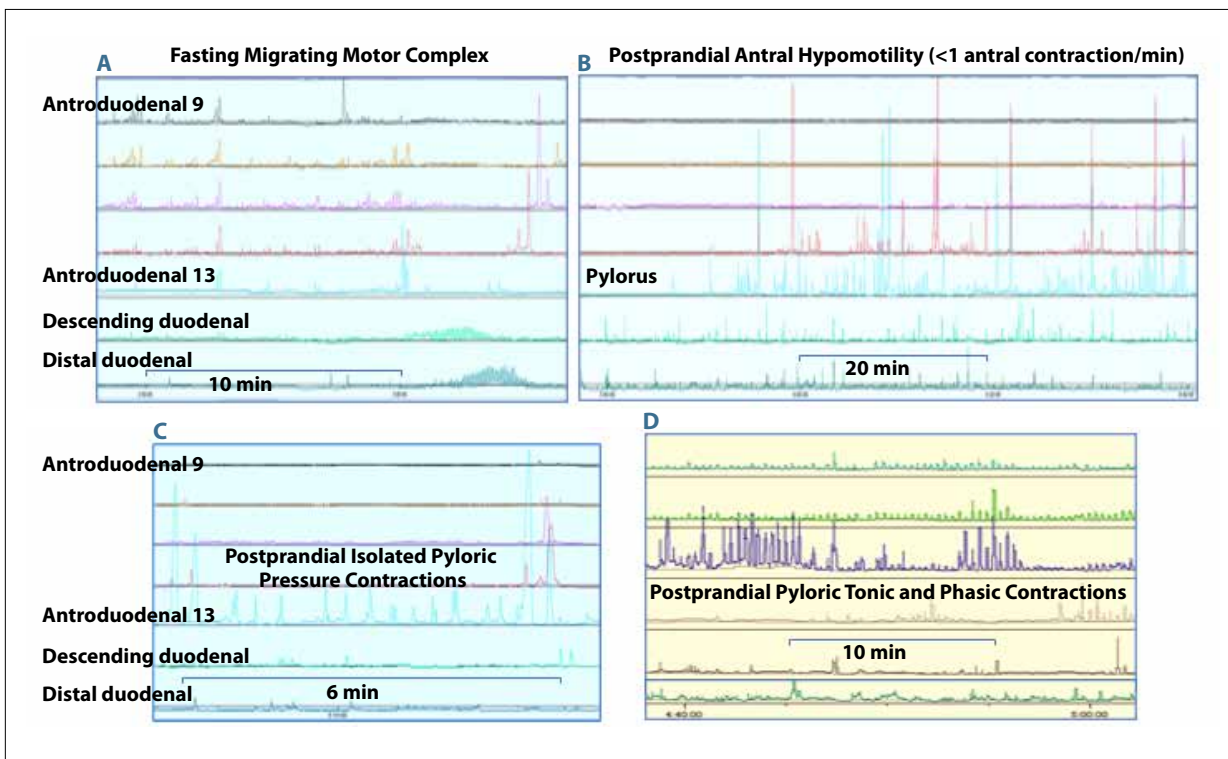 A
Fasting Migrating Motor Complex
Antroduodenal 9
Antroduodenal 13
Descending duodenal
Distal duodenal
10 min
B
Postprandial Antral Hypomotility (<1 antral contraction/min)
Pylorus
20 min
C
Antroduodenal 9
Postprandial Isolated Pyloric
Pressure Contractions
Antroduodenal 13
Descending duodenal
Distal duodenal
6 min
D
Postprandial Pyloric Tonic and Phasic Contractions
10 min
4:40:00
5:00:00